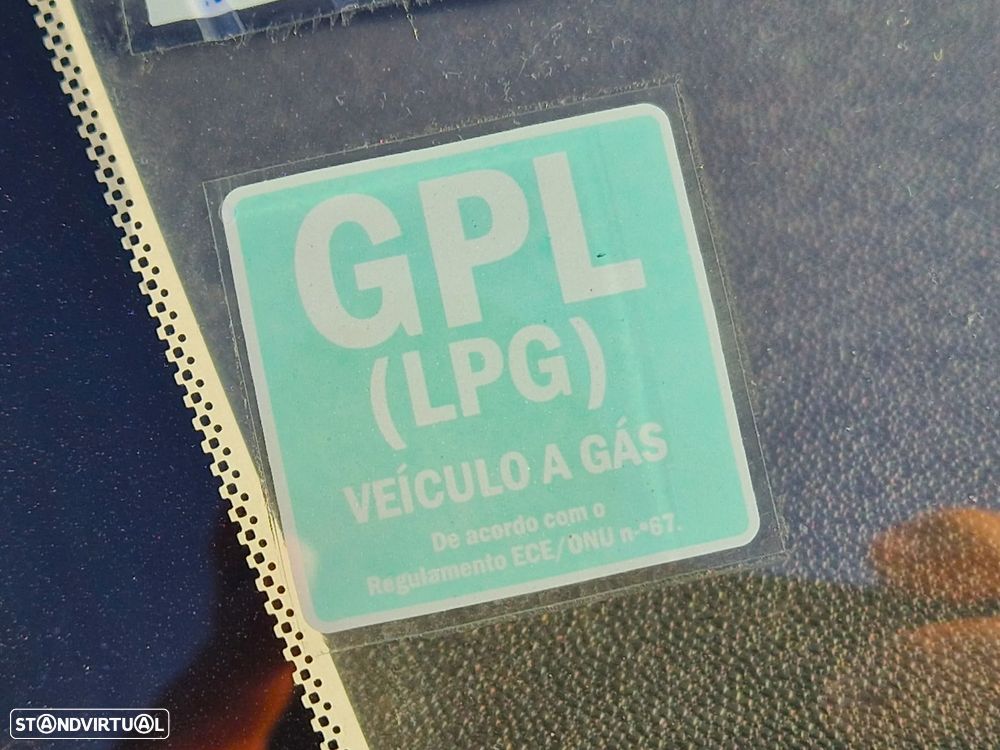 GPL
(LPG)
VEÍCULO A GÁS
De acordo com o
Regulamento ECE/ONU n.º67.
STANDVIRTUAL